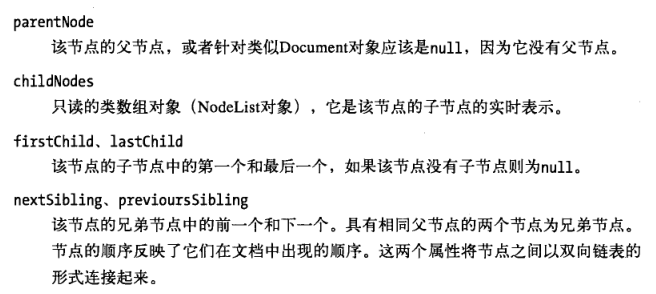 parentNode
该节点的父节点，或者针对类似Document对象应该是null，因为它没有父节点。
childNodes
只读的类数组对象（NodeList对象），它是该节点的子节点的实时表示。
firstChild、lastChild
该节点的子节点中的第一个和最后一个，如果该节点没有子节点则为null。
nextSibling、previoursSibling
该节点的兄弟节点中的前一个和下一个。具有相同父节点的两个节点为兄弟节点。
节点的顺序反映了它们在文档中出现的顺序。这两个属性将节点之间以双向链表的
形式连接起来。